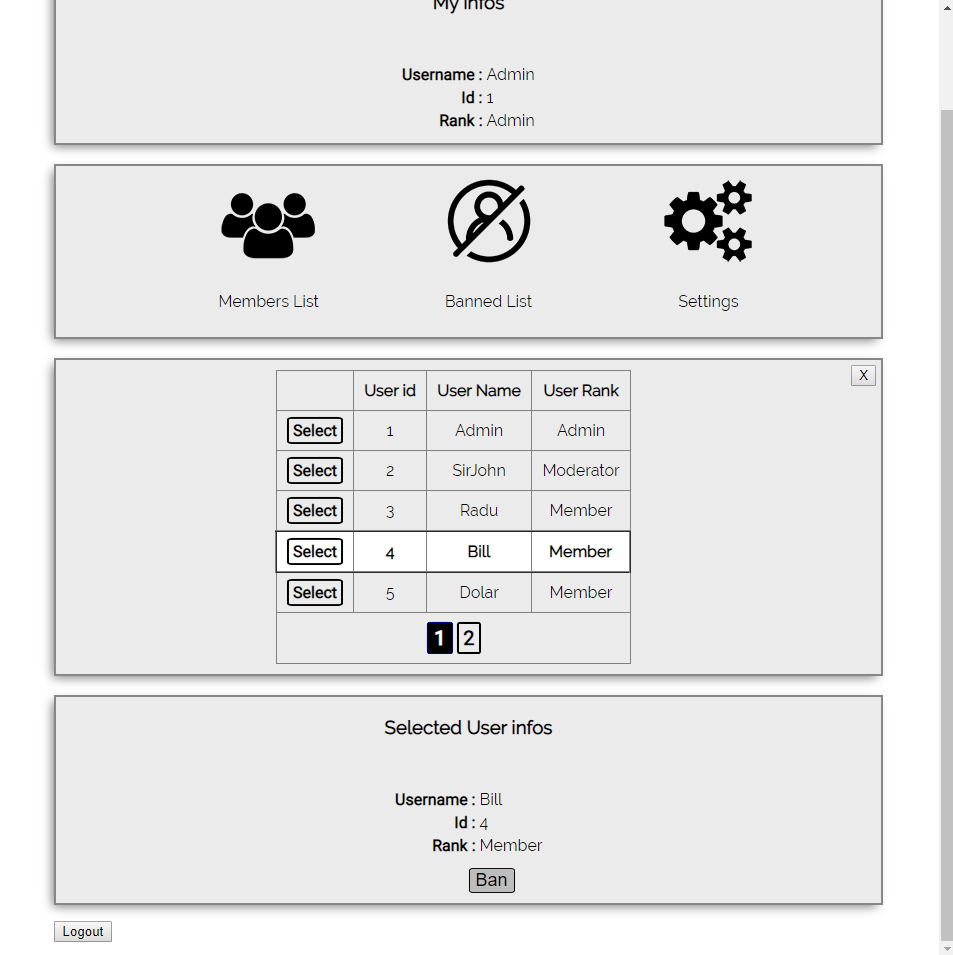 My infos
Username : Admin
Id : 1
Rank : Admin
Members List Banned List Settings
X
User id User Name User Rank
Select 1 Admin Admin
Select 2 SirJohn Moderator
Select 3 Radu Member
Select 4 Bill Member
Select 5 Dolar Member
1 2
Selected User infos
Username : Bill
Id : 4
Rank : Member
Ban
Logout